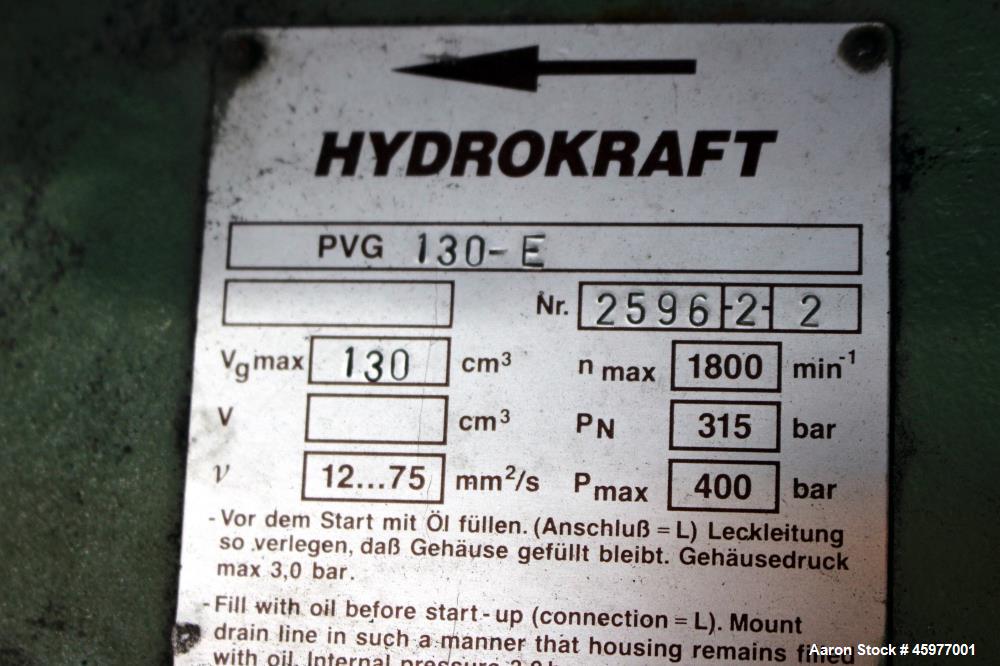 HYDROKRAFT
PVG 130-E
Nr. 2596-2-2
Vgmax 130 cm³ n max 1800 min⁻¹
V cm³ PN 315 bar
ν 12...75 mm²/s Pmax 400 bar
- Vor dem Start mit Öl füllen. (Anschluß = L) Leckleitung
so verlegen, daß Gehäuse gefüllt bleibt. Gehäusedruck
max 3,0 bar.
- Fill with oil before start-up (connection = L). Mount
drain line in such a manner that housing remains filled
with oil. Internal pressure
Aaron Stock # 45977001